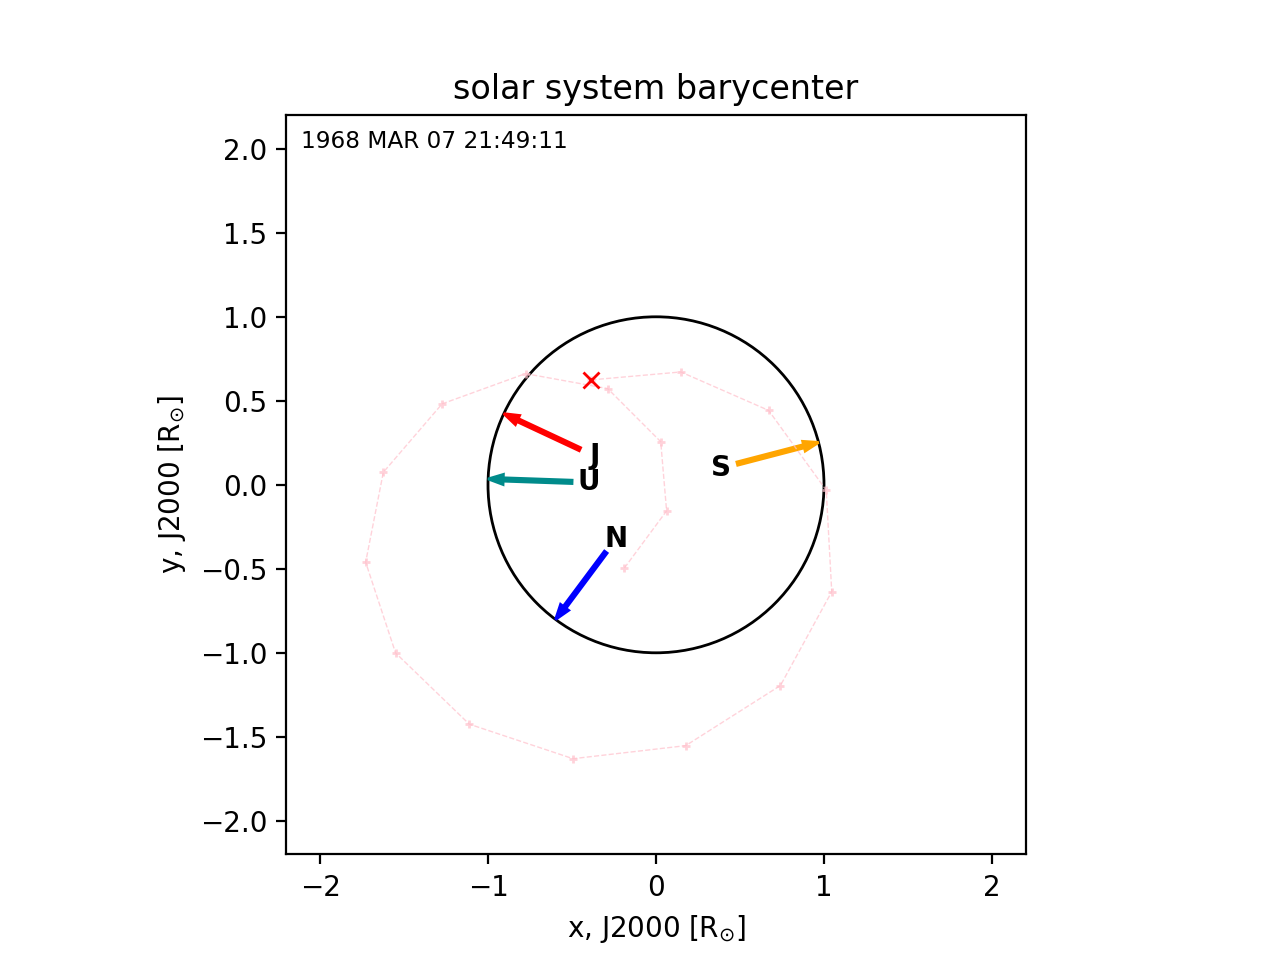 solar system barycenter
1968 MAR 07 21:49:11
2.0
1.5
1.0
0.5
0.0
−0.5
−1.0
−1.5
−2.0
y, J2000 [R☉]
J
U
S
N
−2
−1
0
1
2
x, J2000 [R☉]